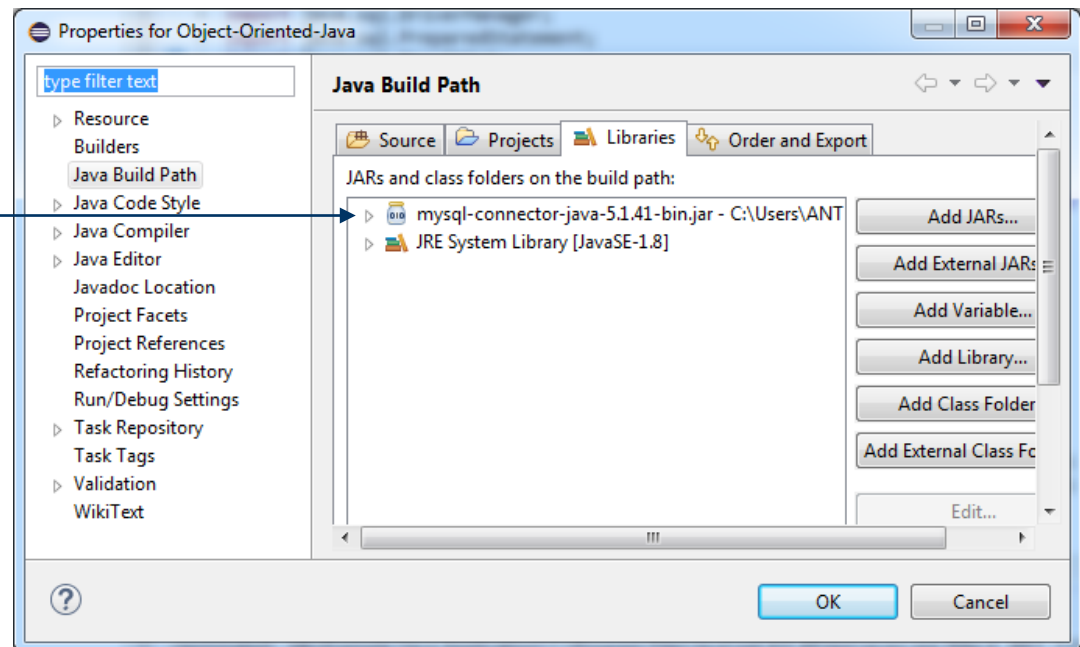 Properties for Object-Oriented-Java
type filter text
Resource
Builders
Java Build Path
Java Code Style
Java Compiler
Java Editor
Javadoc Location
Project Facets
Project References
Refactoring History
Run/Debug Settings
Task Repository
Task Tags
Validation
WikiText
Java Build Path
Source Projects Libraries Order and Export
JARs and class folders on the build path:
mysql-connector-java-5.1.41-bin.jar - C:\Users\ANT
JRE System Library [JavaSE-1.8]
Add JARs...
Add External JARs
Add Variable...
Add Library...
Add Class Folder
Add External Class Fo
Edit...
OK Cancel